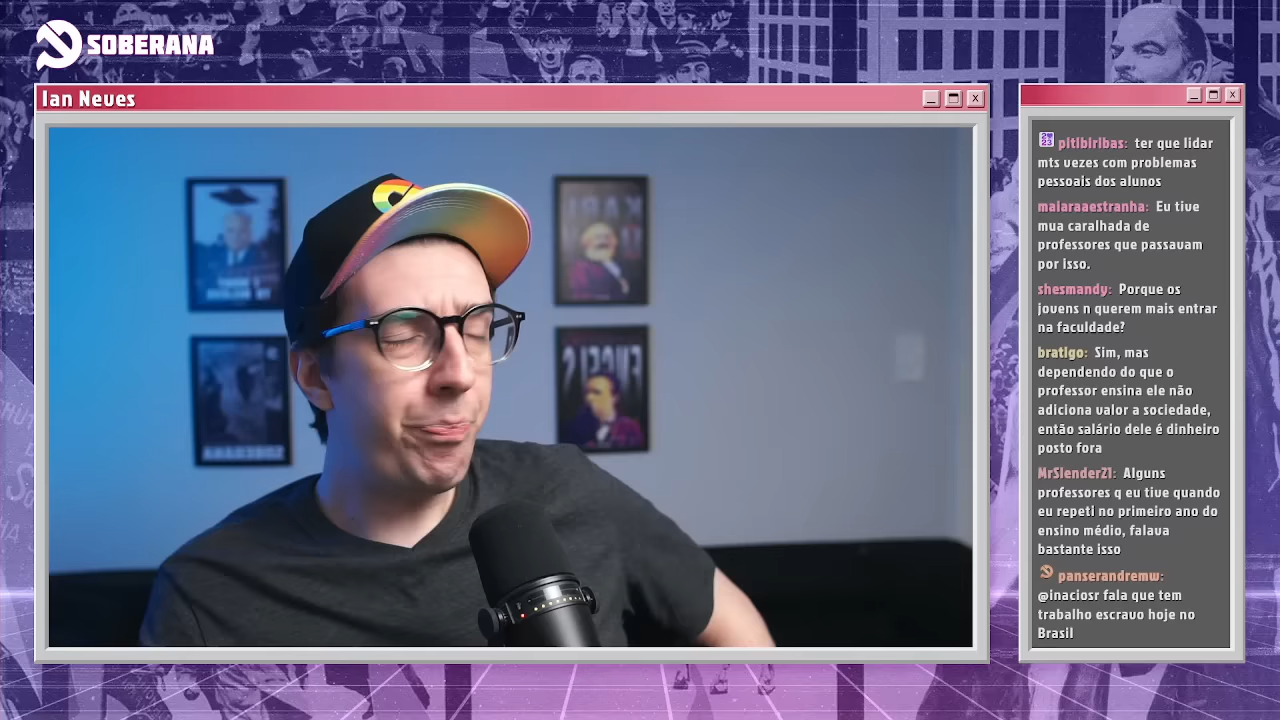 SOBERANA
Ian Neves
pitibiribas: ter que lidar
mts vezes com problemas
pessoais dos alunos
maiaraaestranha: Eu tive
mua caralhada de
professores que passavam
por isso.
shesmandy: Porque os
jovens n querem mais entrar
na faculdade?
bratigo: Sim, mas
dependendo do que o
professor ensina ele não
adiciona valor a sociedade,
então salário dele é dinheiro
posto fora
MrSlender21: Alguns
professores q eu tive quando
eu repeti no primeiro ano do
ensino médio, falava
bastante isso
panserandremw:
@inaciosr fala que tem
trabalho escravo hoje no
Brasil